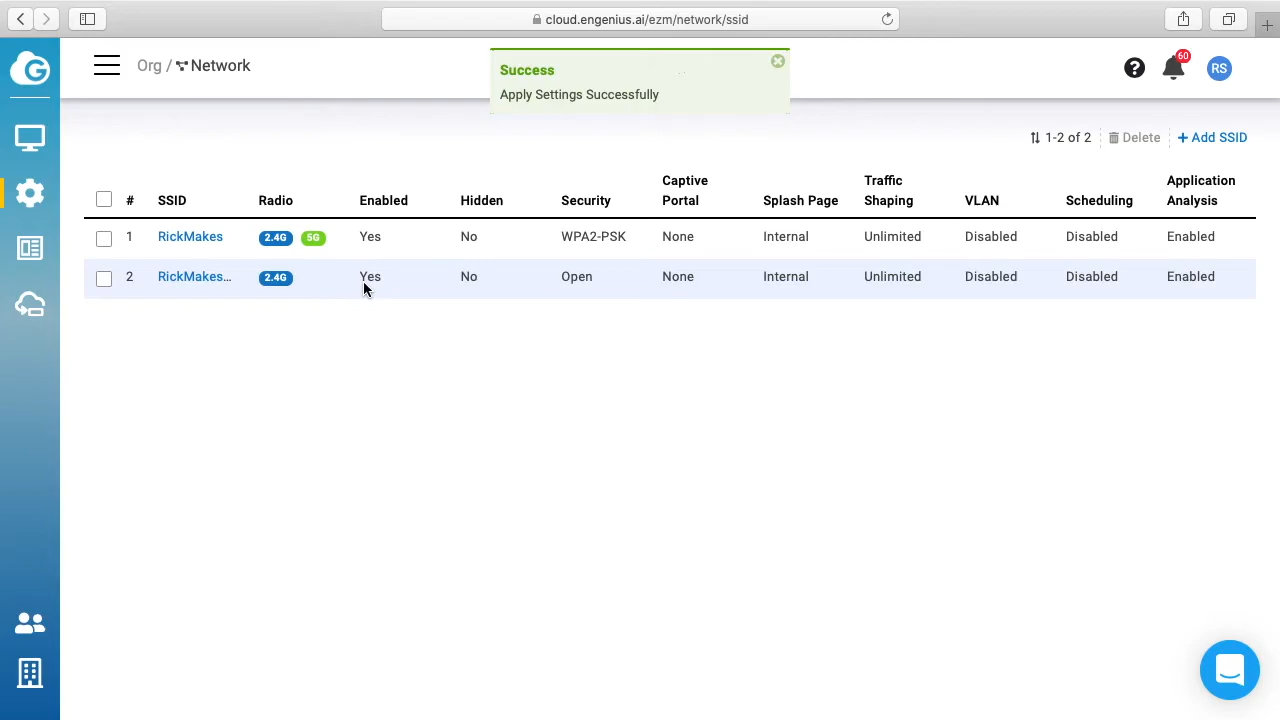 cloud.engenius.ai/ezm/network/ssid
Org / Network
Success
Apply Settings Successfully
60
RS
1-2 of 2 Delete + Add SSID
# SSID Radio Enabled Hidden Security Captive Portal Splash Page Traffic Shaping VLAN Scheduling Application Analysis
1 RickMakes 2.4G 5G Yes No WPA2-PSK None Internal Unlimited Disabled Disabled Enabled
2 RickMakes... 2.4G Yes No Open None Internal Unlimited Disabled Disabled Enabled